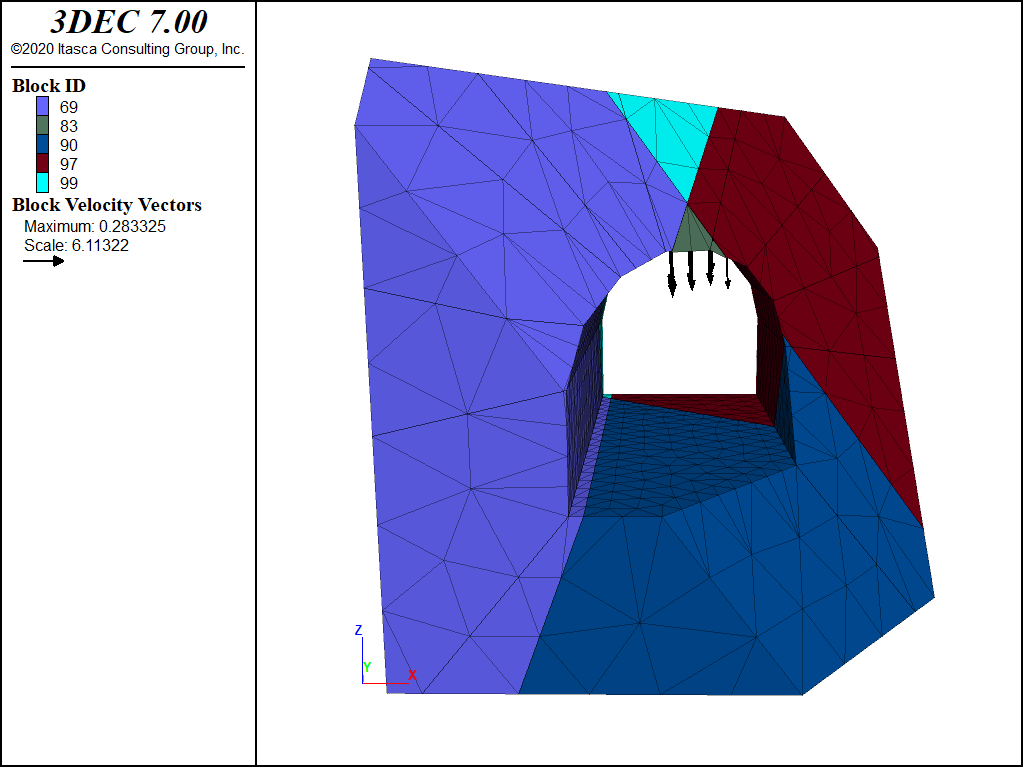 3DEC 7.00
©2020 Itasca Consulting Group, Inc.
Block ID
69
83
90
97
99
Block Velocity Vectors
Maximum: 0.283325
Scale: 6.11322
Z
Y
X